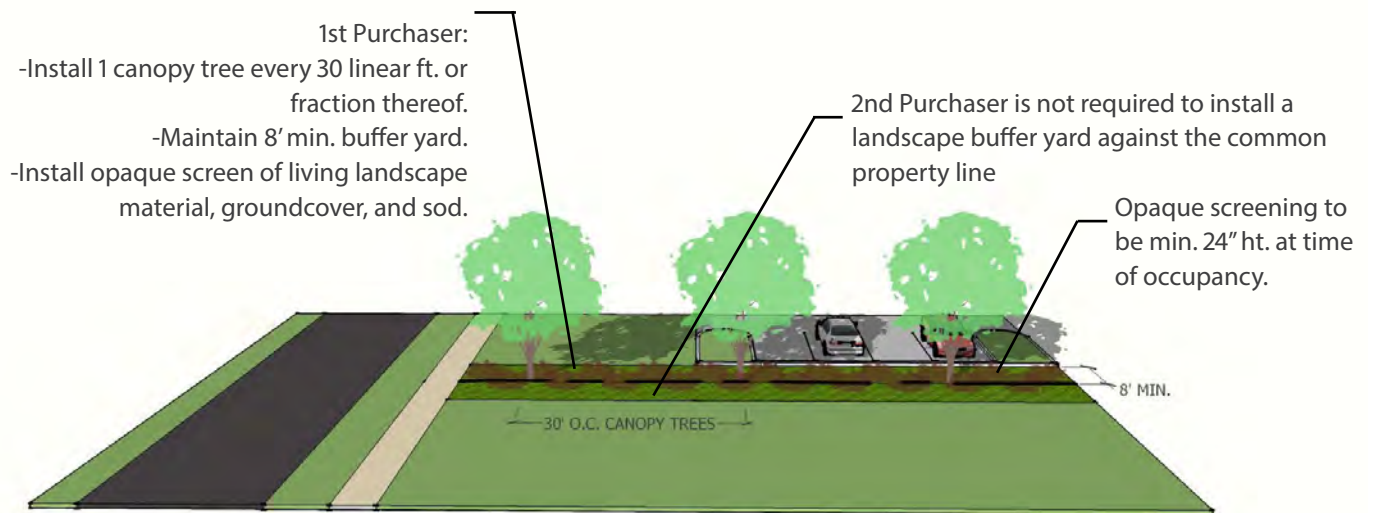 1st Purchaser:
-Install 1 canopy tree every 30 linear ft. or
fraction thereof.
-Maintain 8' min. buffer yard.
-Install opaque screen of living landscape
material, groundcover, and sod.
2nd Purchaser is not required to install a
landscape buffer yard against the common
property line
Opaque screening to
be min. 24" ht. at time
of occupancy.
8' MIN.
30' O.C. CANOPY TREES